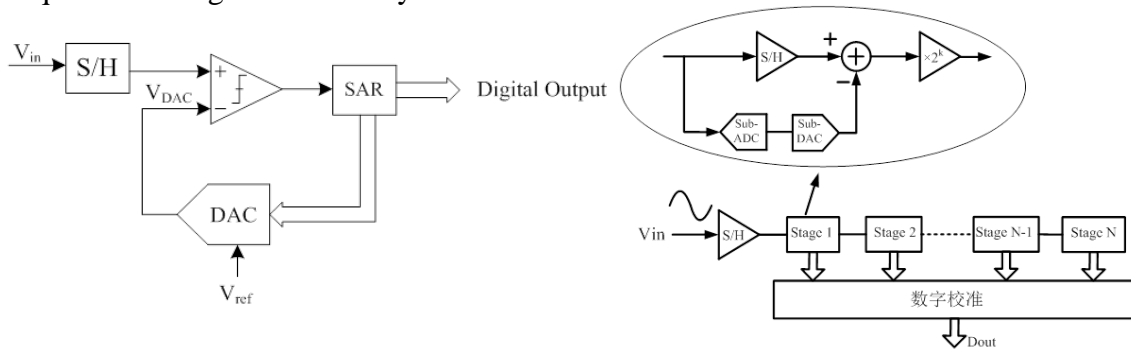 V_in
S/H
+
V_DAC
−
SAR
Digital Output
DAC
V_ref
S/H
+
−
×2^k
Sub-
ADC
Sub-
DAC
Vin
S/H
Stage 1
Stage 2
Stage N-1
Stage N
数字校准
Dout